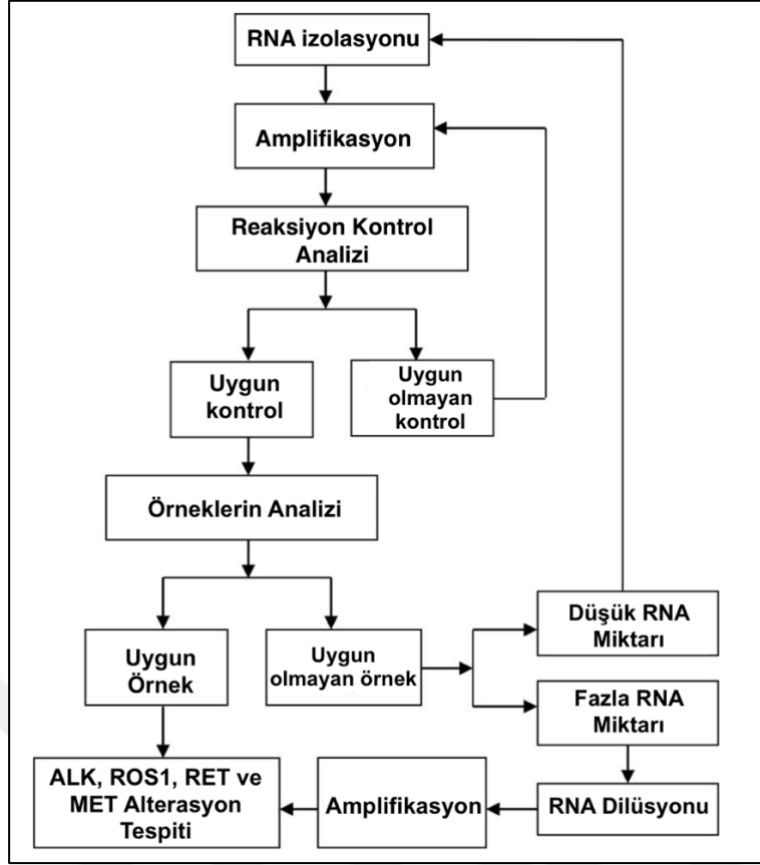 RNA izolasyonu
Amplifikasyon
Reaksiyon Kontrol
Analizi
Uygun
kontrol
Uygun
olmayan
kontrol
Örneklerin Analizi
Uygun
Örnek
Uygun
olmayan örnek
Düşük RNA
Miktarı
Fazla RNA
Miktarı
ALK, ROS1, RET ve
MET Alterasyon
Tespiti
Amplifikasyon
RNA Dilüsyonu